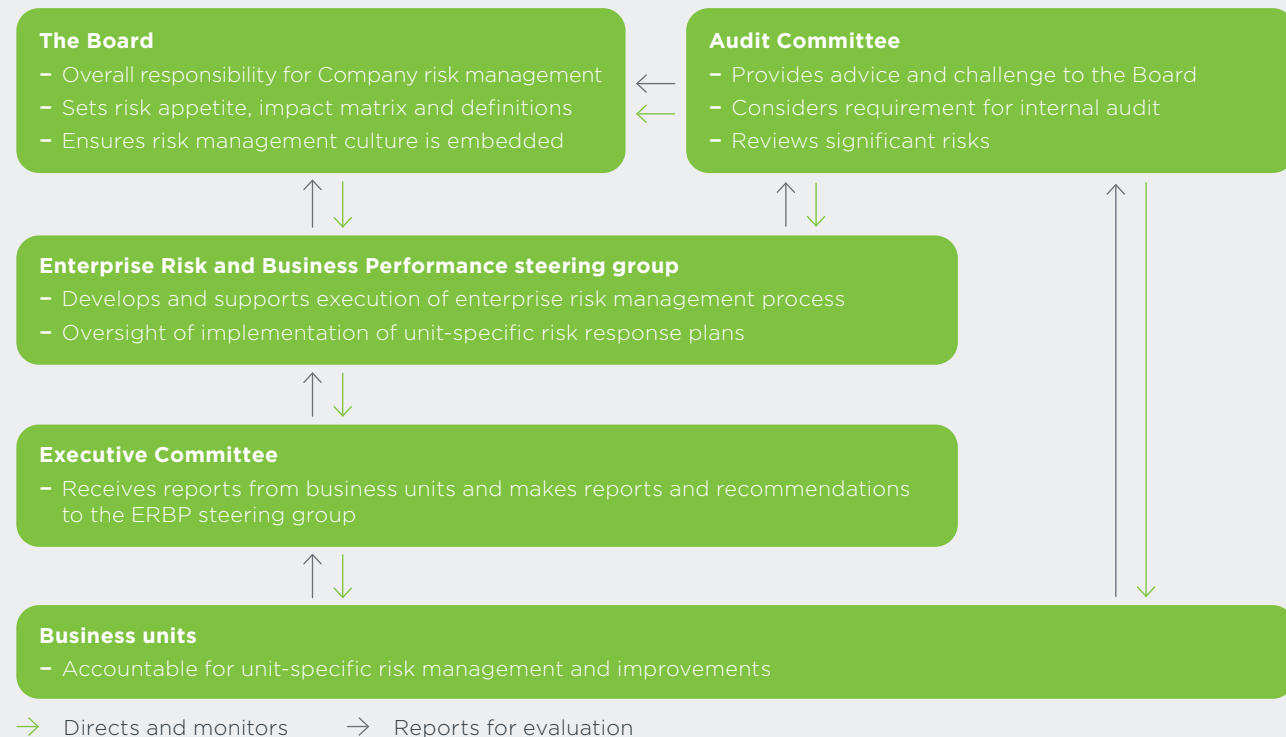 The Board
– Overall responsibility for Company risk management
– Sets risk appetite, impact matrix and definitions
– Ensures risk management culture is embedded
Audit Committee
– Provides advice and challenge to the Board
– Considers requirement for internal audit
– Reviews significant risks
Enterprise Risk and Business Performance steering group
– Develops and supports execution of enterprise risk management process
– Oversight of implementation of unit-specific risk response plans
Executive Committee
– Receives reports from business units and makes reports and recommendations
to the ERBP steering group
Business units
– Accountable for unit-specific risk management and improvements
Directs and monitors
Reports for evaluation